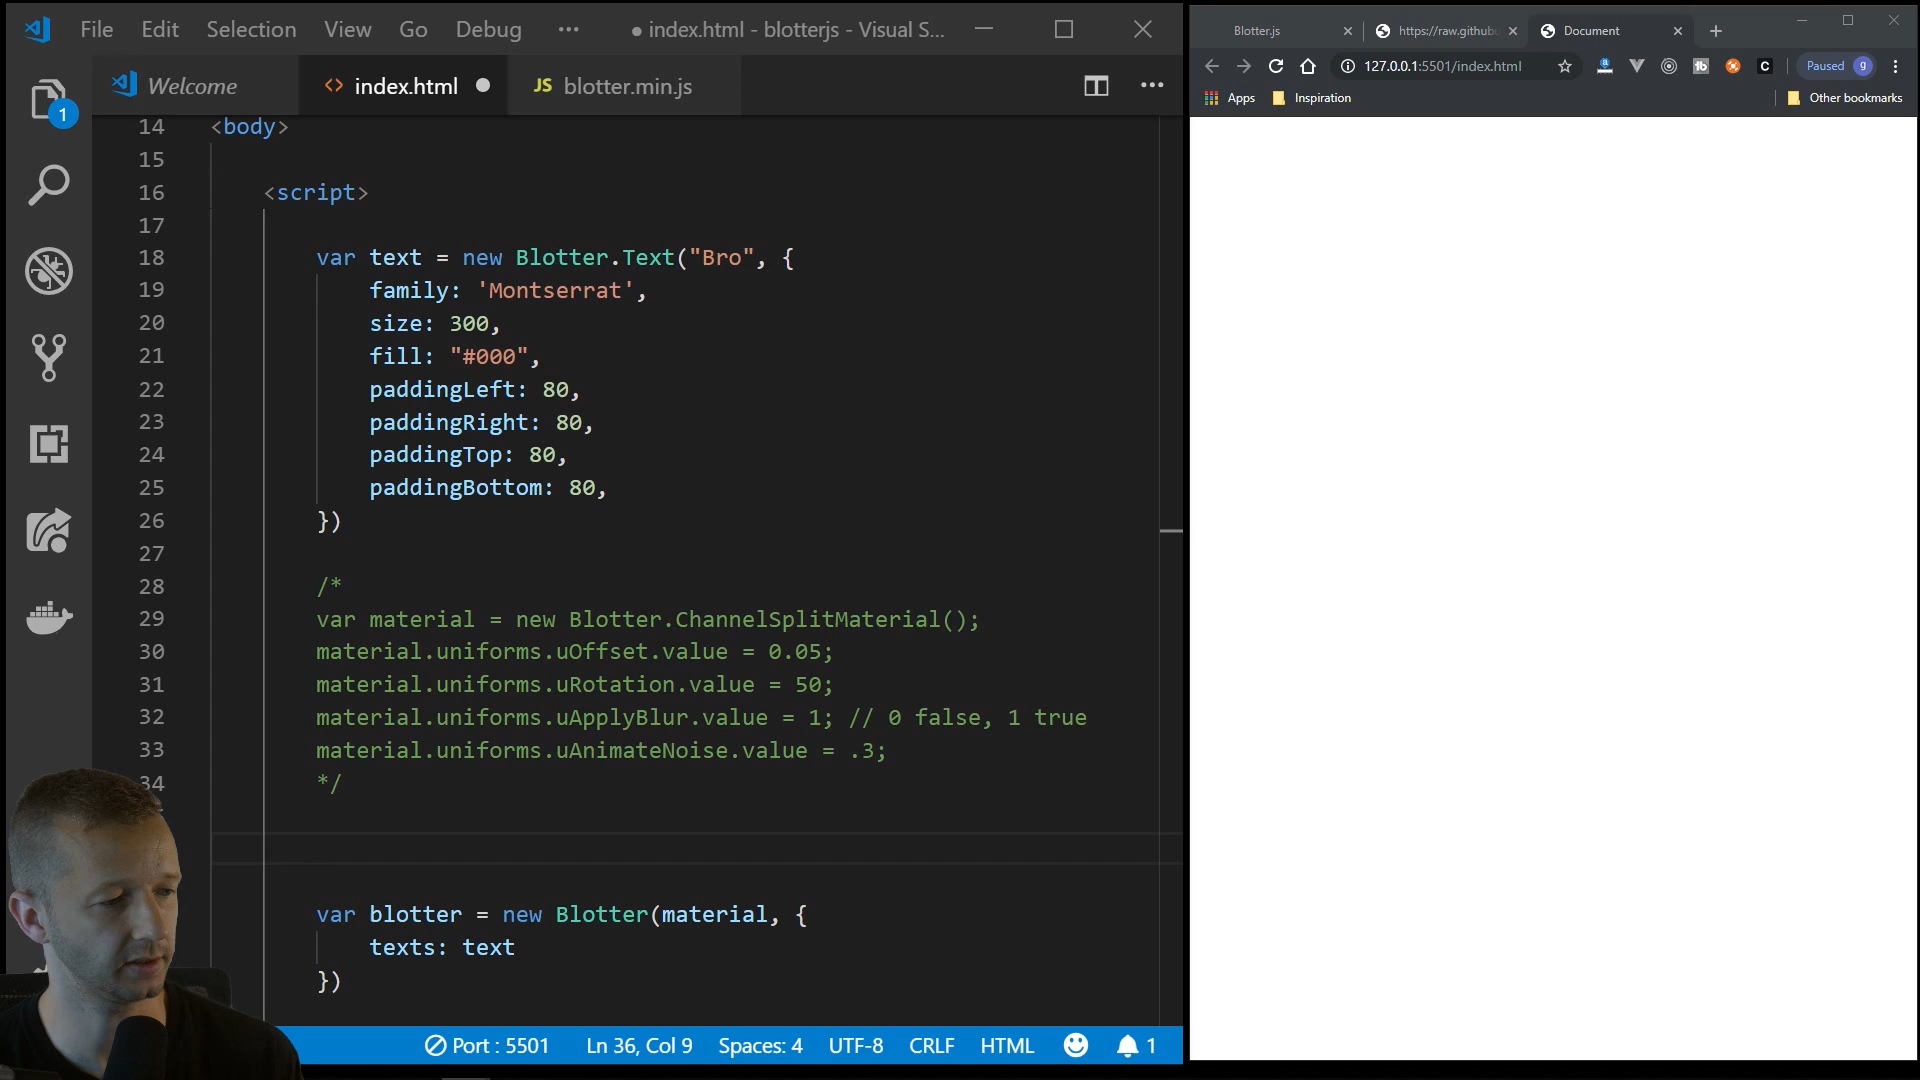 File Edit Selection View Go Debug ··· ● index.html - blotterjs - Visual S...
Welcome
<> index.html ●
JS blotter.min.js
1
14 <body>
15
16 <script>
17
18 var text = new Blotter.Text("Bro", {
19 family: 'Montserrat',
20 size: 300,
21 fill: "#000",
22 paddingLeft: 80,
23 paddingRight: 80,
24 paddingTop: 80,
25 paddingBottom: 80,
26 })
27
28 /*
29 var material = new Blotter.ChannelSplitMaterial();
30 material.uniforms.uOffset.value = 0.05;
31 material.uniforms.uRotation.value = 50;
32 material.uniforms.uApplyBlur.value = 1; // 0 false, 1 true
33 material.uniforms.uAnimateNoise.value = .3;
34 */
var blotter = new Blotter(material, {
texts: text
})
Port : 5501 Ln 36, Col 9 Spaces: 4 UTF-8 CRLF HTML 1
Blotter.js
https://raw.githubu
Document
127.0.0.1:5501/index.html
a
tb
C
Paused g
Apps Inspiration Other bookmarks